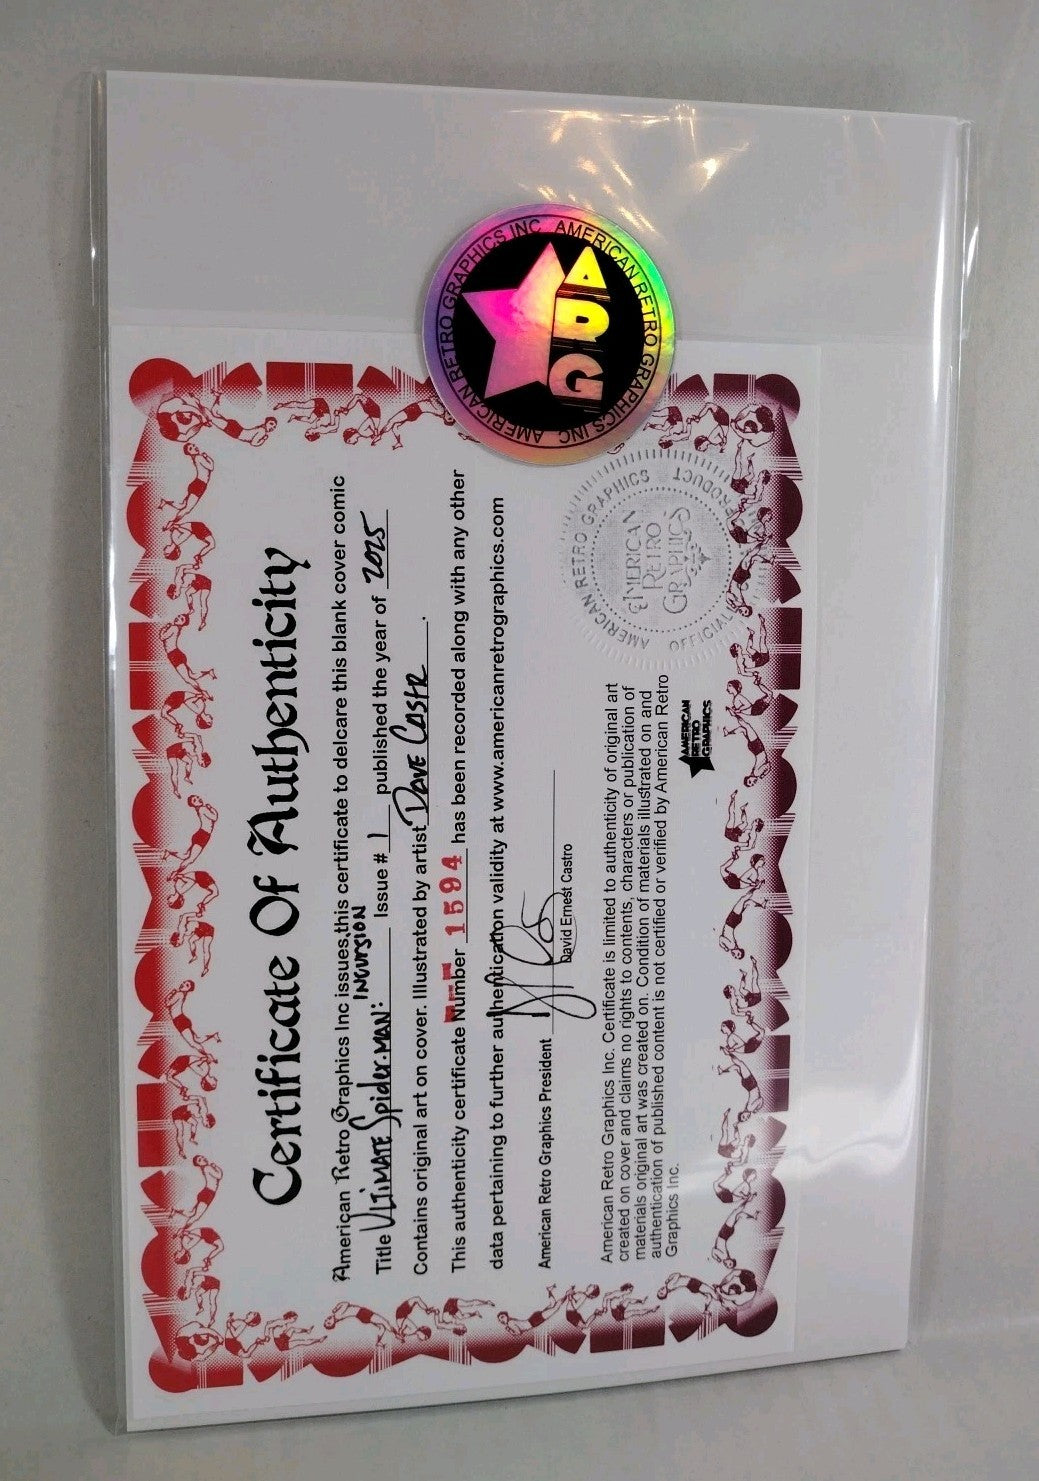 AMERICAN RETRO GRAPHICS INC AMERICAN RETRO GRAPHICS INC
ARG
Certificate Of Authenticity
American Retro Graphics Inc issues this certificate to delcare this blank cover comic
Title ULTIMATE SPIDER-MAN: INCURSION Issue # 1 published the year of 2025
Contains original art on cover. Illustrated by artist Dave Castr.
This authenticity certificate Number 1594 has been recorded along with any other
data pertaining to further authentication validity at www.americanretrographics.com
American Retro Graphics President
David Ernest Castro
American Retro Graphics Inc. Certificate is limited to authenticity of original art
created on cover and claims no rights to contents, characters or publication of
materials original art was created on. Condition of materials illustrated on and
authentication of published content is not certified or verified by American Retro
Graphics Inc.
AMERICAN
RETRO
GRAPHICS
AMERICAN RETRO GRAPHICS OFFICIAL PRODUCT
AMERICAN
RETRO
GRAPHICS